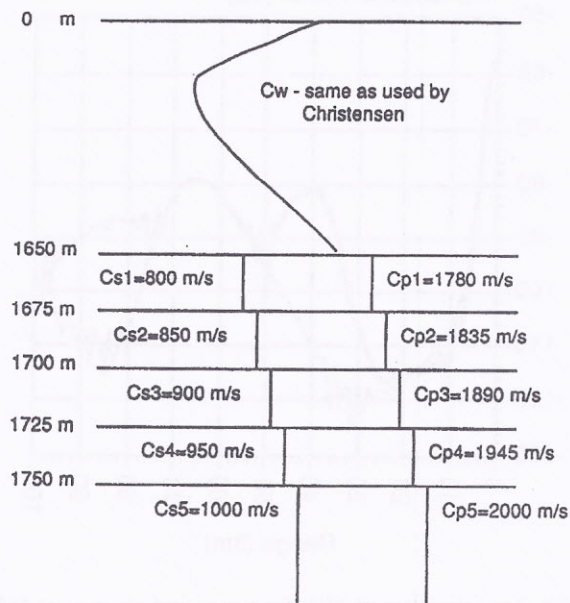 0 m
Cw - same as used by
Christensen
1650 m
Cs1=800 m/s
Cp1=1780 m/s
1675 m
Cs2=850 m/s
Cp2=1835 m/s
1700 m
Cs3=900 m/s
Cp3=1890 m/s
1725 m
Cs4=950 m/s
Cp4=1945 m/s
1750 m
Cs5=1000 m/s
Cp5=2000 m/s